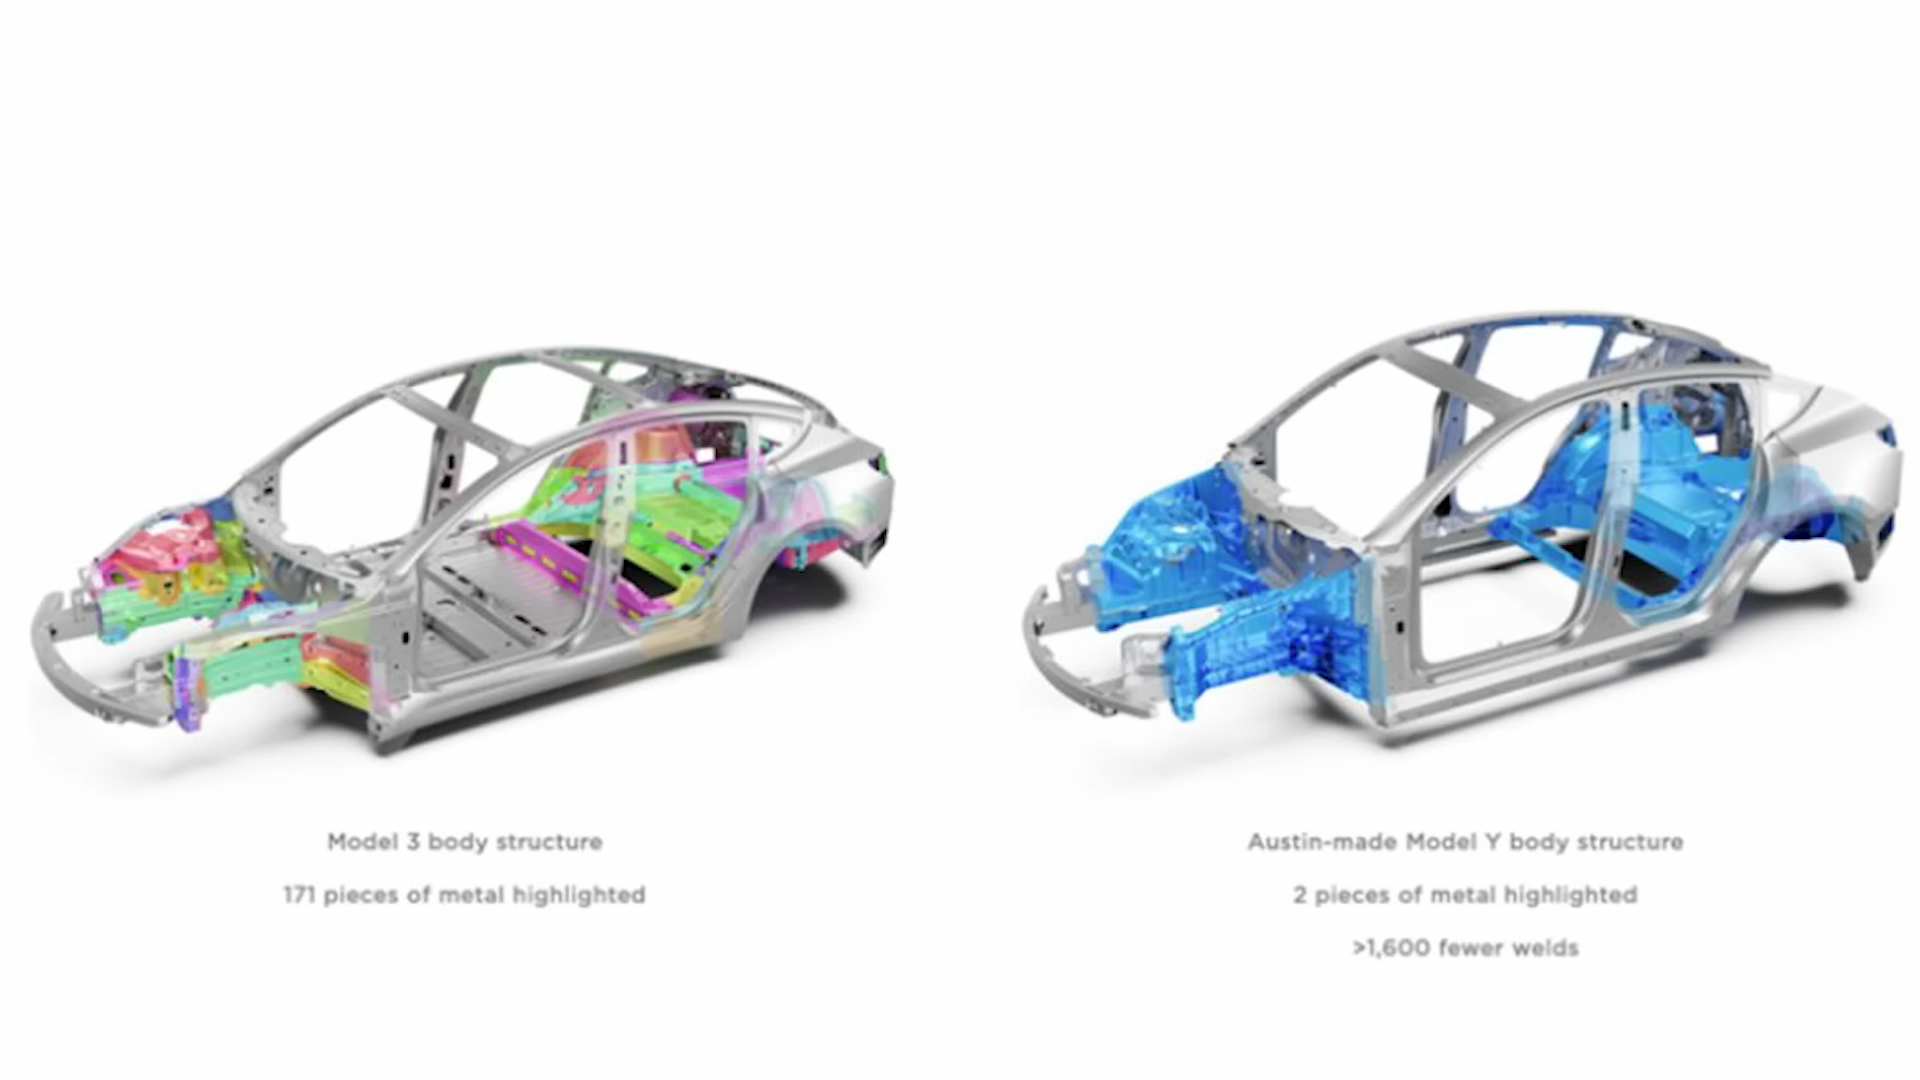 Model 3 body structure
171 pieces of metal highlighted
Austin-made Model Y body structure
2 pieces of metal highlighted
>1,600 fewer welds